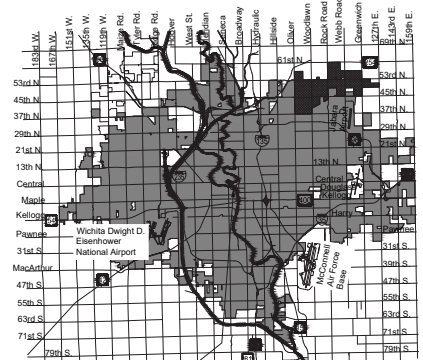 183rd W.
167th W.
151st W.
135th W.
119th W.
Maize Rd.
Tyler Rd.
Ridge Rd.
Hoover
West St.
Meridian
Seneca
Broadway
Hydraulic
Hillside
Oliver
Woodlawn
Rock Road
Webb Road
Greenwich
127th E.
143rd E.
159th E.
69th N.
61st N.
53rd N.
45th N.
37th N.
29th N.
21st N.
13th N.
Central
Maple
Kellogg
Pawnee
31st S.
MacArthur
47th S.
55th S.
63rd S.
71st S.
79th S.
53rd N.
45th N.
37th N.
29th N.
21st N.
Jabara
Airport
13th N.
Central
Douglas
Kellogg
Harry
Pawnee
31st S.
39th S.
47th S.
55th S.
63rd S.
71st S.
79th S.
Wichita Dwight D.
Eisenhower
National Airport
McConnell
Air Force
Base